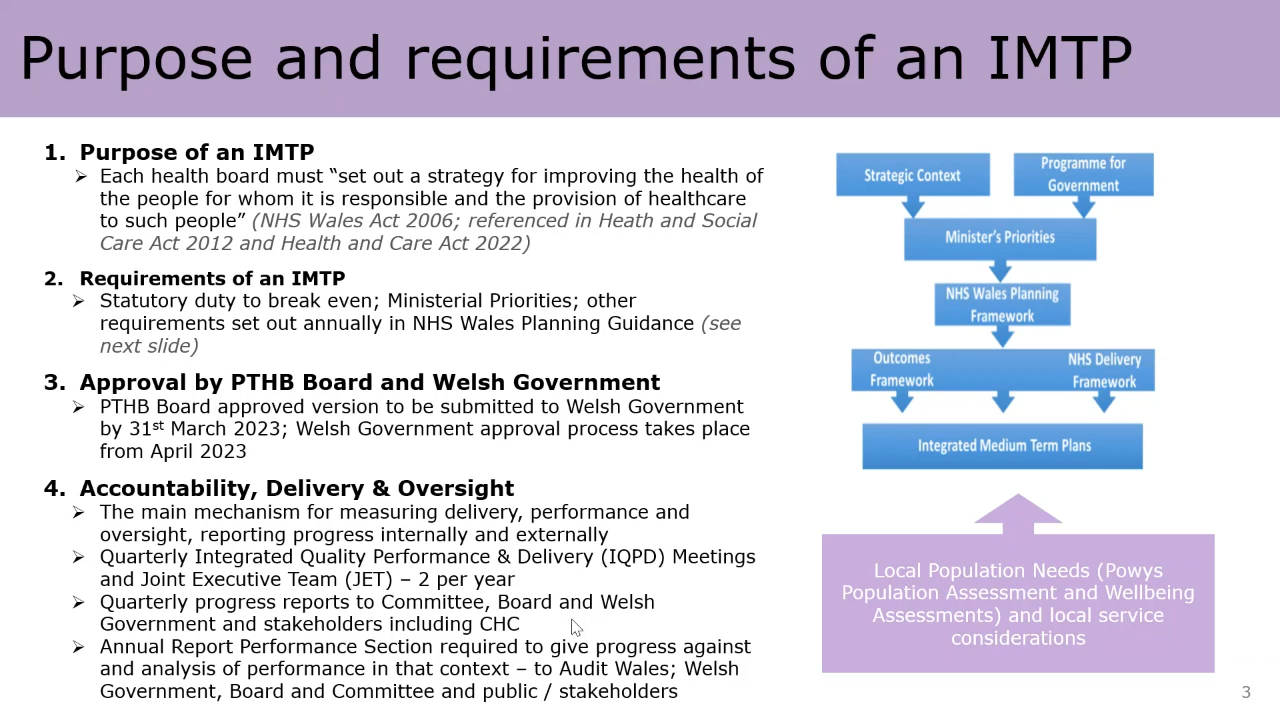 Purpose and requirements of an IMTP
1. Purpose of an IMTP
➢ Each health board must “set out a strategy for improving the health of
the people for whom it is responsible and the provision of healthcare
to such people” (NHS Wales Act 2006; referenced in Heath and Social
Care Act 2012 and Health and Care Act 2022)
2. Requirements of an IMTP
➢ Statutory duty to break even; Ministerial Priorities; other
requirements set out annually in NHS Wales Planning Guidance (see
next slide)
3. Approval by PTHB Board and Welsh Government
➢ PTHB Board approved version to be submitted to Welsh Government
by 31st March 2023; Welsh Government approval process takes place
from April 2023
4. Accountability, Delivery & Oversight
➢ The main mechanism for measuring delivery, performance and
oversight, reporting progress internally and externally
➢ Quarterly Integrated Quality Performance & Delivery (IQPD) Meetings
and Joint Executive Team (JET) – 2 per year
➢ Quarterly progress reports to Committee, Board and Welsh
Government and stakeholders including CHC
➢ Annual Report Performance Section required to give progress against
and analysis of performance in that context – to Audit Wales; Welsh
Government, Board and Committee and public / stakeholders
Strategic Context
Programme for
Government
Minister's Priorities
NHS Wales Planning
Framework
Outcomes
Framework
NHS Delivery
Framework
Integrated Medium Term Plans
Local Population Needs (Powys
Population Assessment and Wellbeing
Assessments) and local service
considerations
3